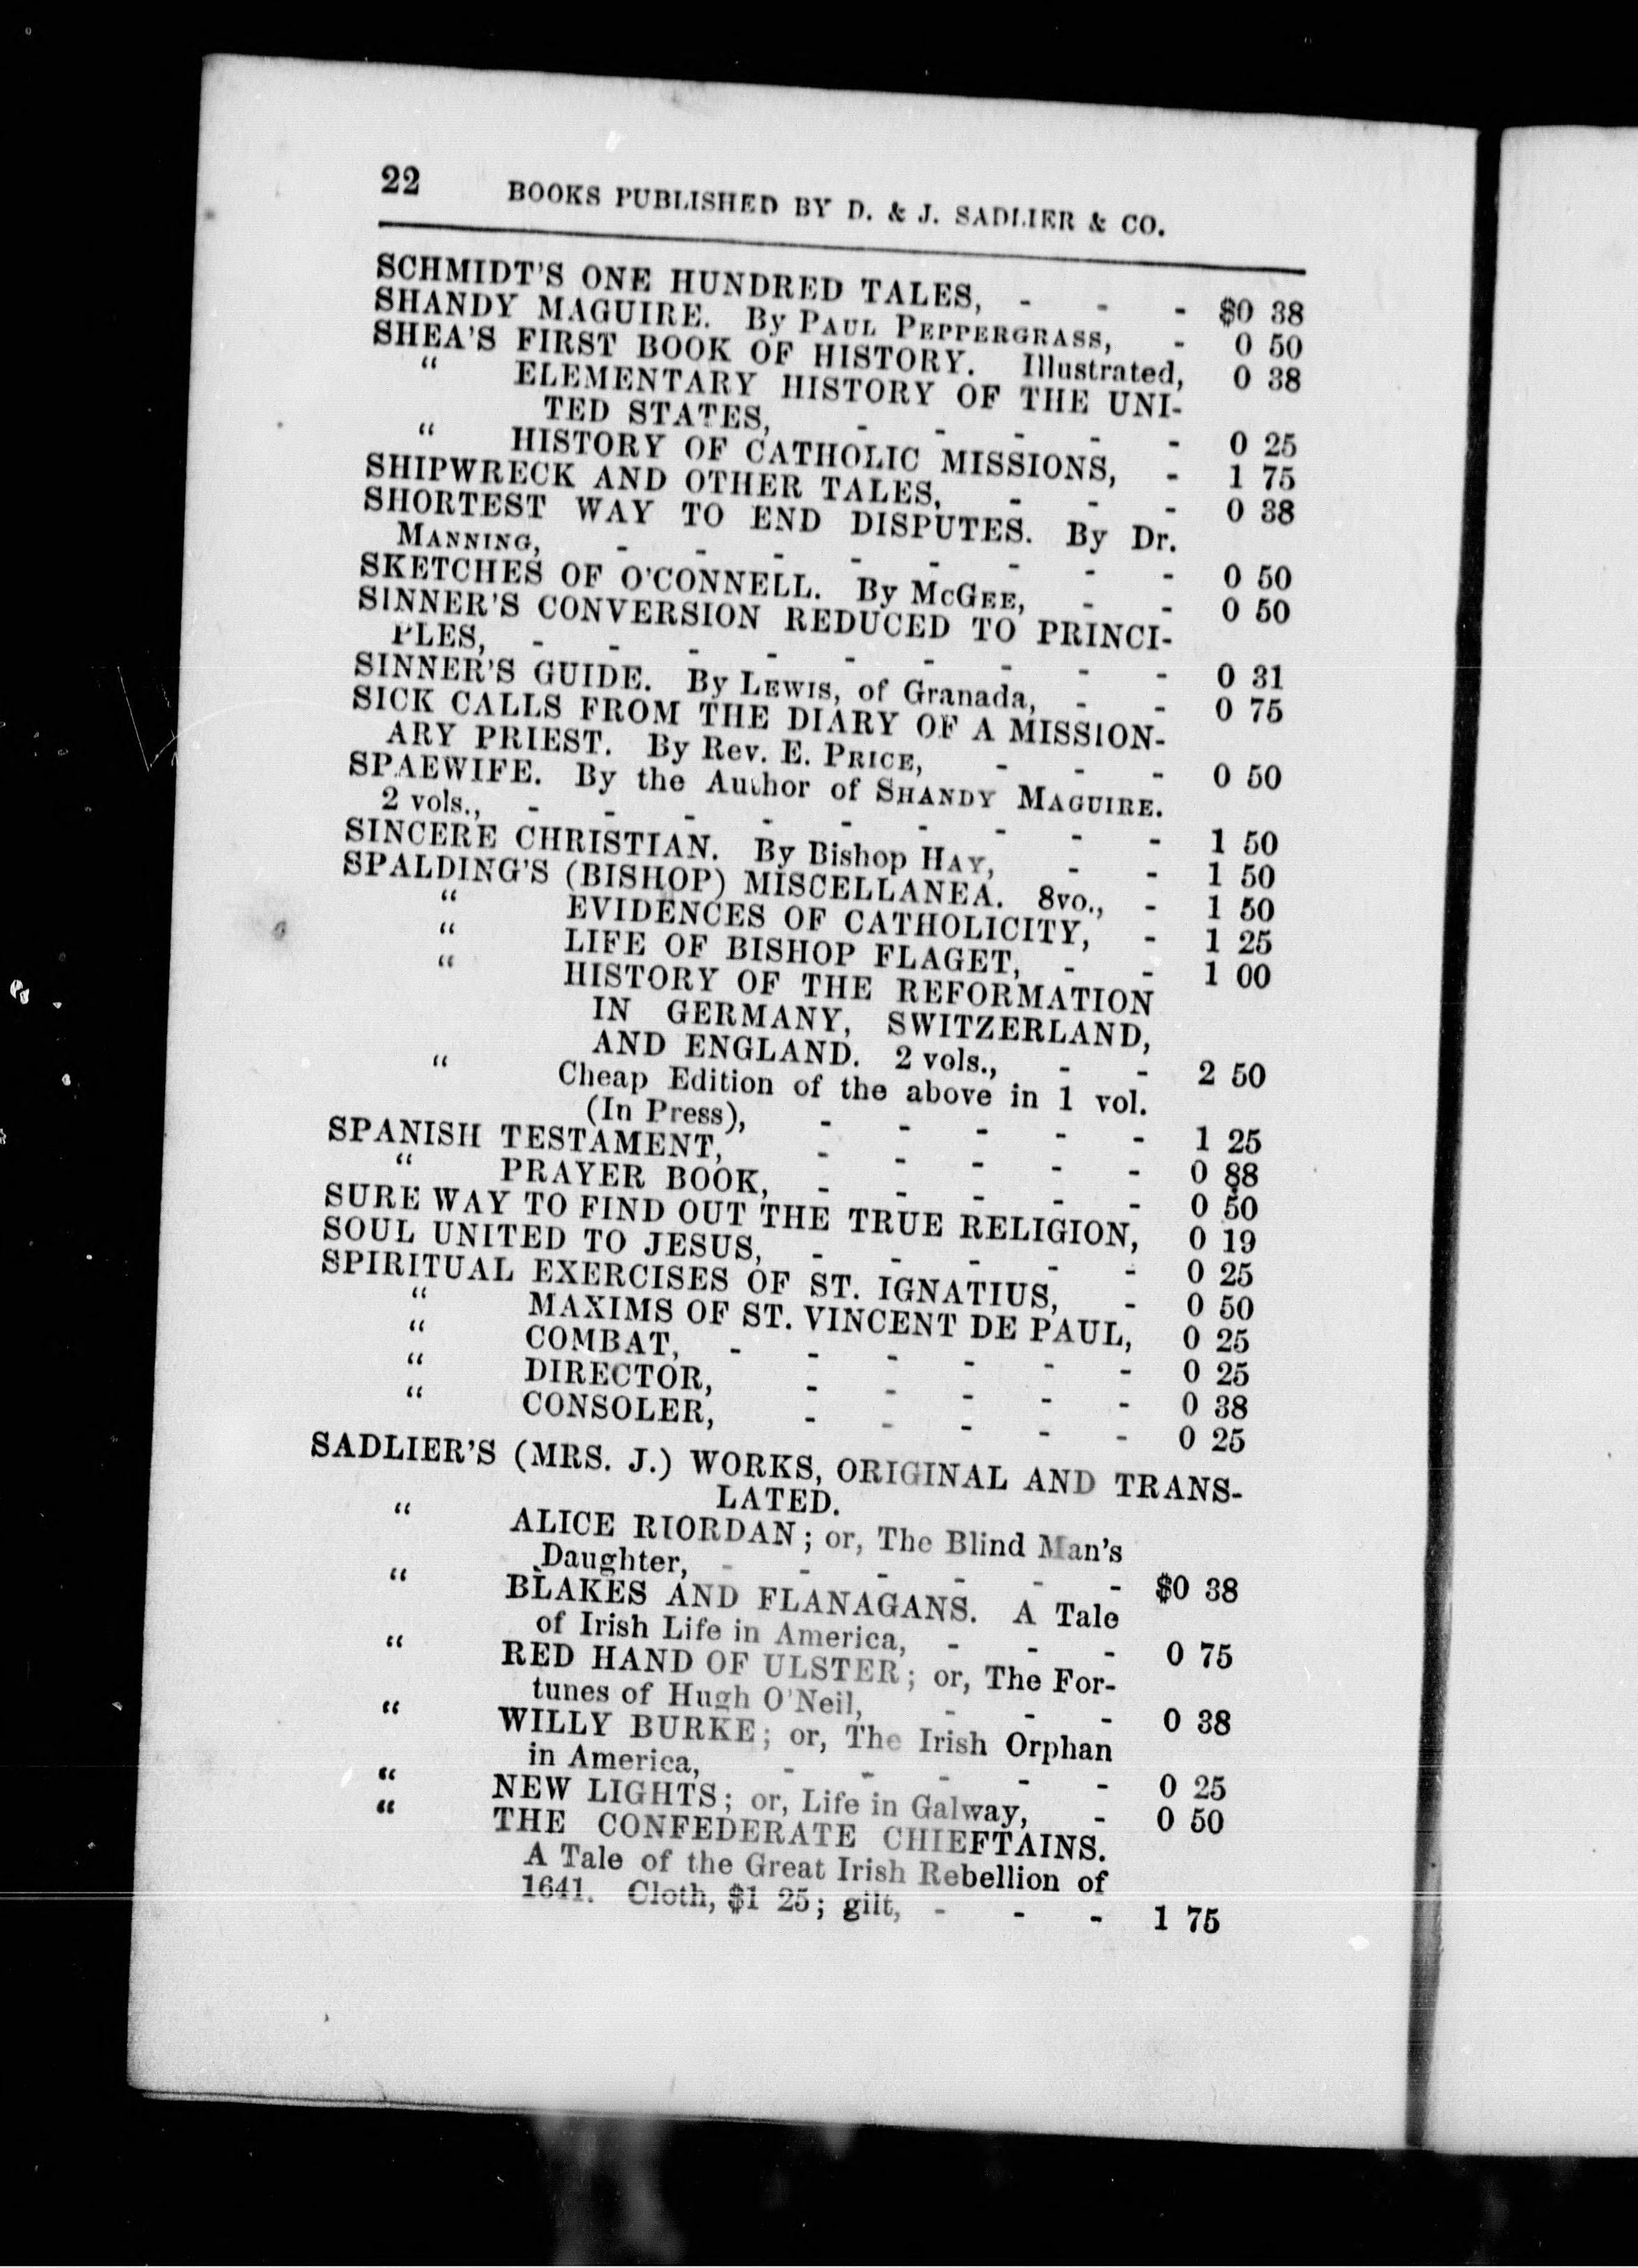 22 BOOKS PUBLISHED BY D. & J. SADLIER & CO.
SCHMIDT'S ONE HUNDRED TALES, - - - $0 38
SHANDY MAGUIRE. By PAUL PEPPERGRASS, - 0 50
SHEA'S FIRST BOOK OF HISTORY. Illustrated, 0 38
“ ELEMENTARY HISTORY OF THE UNI-
TED STATES, - - - - - 0 25
“ HISTORY OF CATHOLIC MISSIONS, - 1 75
SHIPWRECK AND OTHER TALES, - - - 0 38
SHORTEST WAY TO END DISPUTES. By Dr.
MANNING, - - - - - - - - 0 50
SKETCHES OF O'CONNELL. By MCGEE, - - 0 50
SINNER'S CONVERSION REDUCED TO PRINCI-
PLES, - - - - - - - - - 0 31
SINNER'S GUIDE. By LEWIS, of Granada, - - 0 75
SICK CALLS FROM THE DIARY OF A MISSION-
ARY PRIEST. By Rev. E. PRICE, - - - 0 50
SPAEWIFE. By the Author of SHANDY MAGUIRE.
2 vols., - - - - - - - - - 1 50
SINCERE CHRISTIAN. By Bishop HAY, - - 1 50
SPALDING'S (BISHOP) MISCELLANEA. 8vo., - 1 50
“ EVIDENCES OF CATHOLICITY, - 1 25
“ LIFE OF BISHOP FLAGET, - - 1 00
“ HISTORY OF THE REFORMATION
IN GERMANY, SWITZERLAND,
AND ENGLAND. 2 vols., - - 2 50
“ Cheap Edition of the above in 1 vol.
(In Press), - - - - - 1 25
SPANISH TESTAMENT, - - - - - 0 88
“ PRAYER BOOK, - - - - - 0 50
SURE WAY TO FIND OUT THE TRUE RELIGION, 0 19
SOUL UNITED TO JESUS, - - - - - 0 25
SPIRITUAL EXERCISES OF ST. IGNATIUS, - 0 50
“ MAXIMS OF ST. VINCENT DE PAUL, 0 25
“ COMBAT, - - - - - - 0 25
“ DIRECTOR, - - - - - 0 38
“ CONSOLER, - - - - - 0 25
SADLIER'S (MRS. J.) WORKS, ORIGINAL AND TRANS-
LATED.
“ ALICE RIORDAN; or, The Blind Man's
Daughter, - - - - - - $0 38
“ BLAKES AND FLANAGANS. A Tale
of Irish Life in America, - - - 0 75
“ RED HAND OF ULSTER; or, The For-
tunes of Hugh O'Neil, - - - 0 38
“ WILLY BURKE; or, The Irish Orphan
in America, - - - - - 0 25
“ NEW LIGHTS; or, Life in Galway, - 0 50
“ THE CONFEDERATE CHIEFTAINS.
A Tale of the Great Irish Rebellion of
1641. Cloth, $1 25; gilt, - - - 1 75